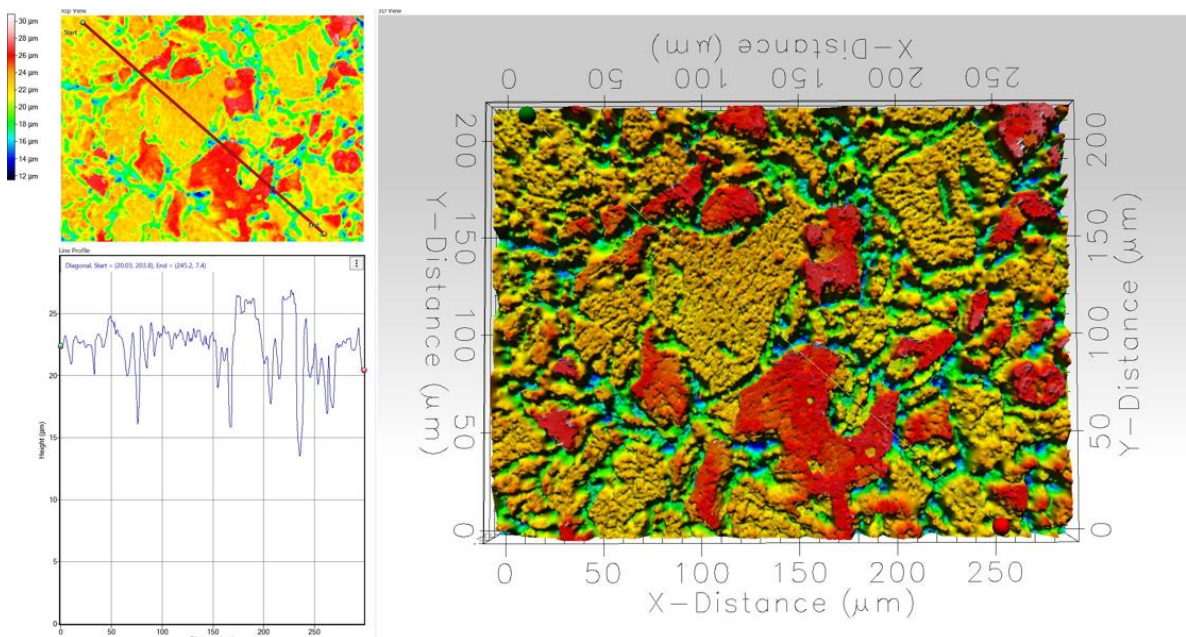 Top View
3D View
30 µm
28 µm
26 µm
24 µm
22 µm
20 µm
18 µm
16 µm
14 µm
12 µm
Start
Line Profile
Diagonal, Start = (20.03, 203.8), End = (245.2, 7.4)
Height (µm)
25
20
15
10
5
0
0 50 100 150 200 250
X-Distance (µm)
0 50 100 150 200 250
200
150
100
50
0
Y-Distance (µm)
200
150
100
50
0
Y-Distance (µm)
0 50 100 150 200 250
X-Distance (µm)